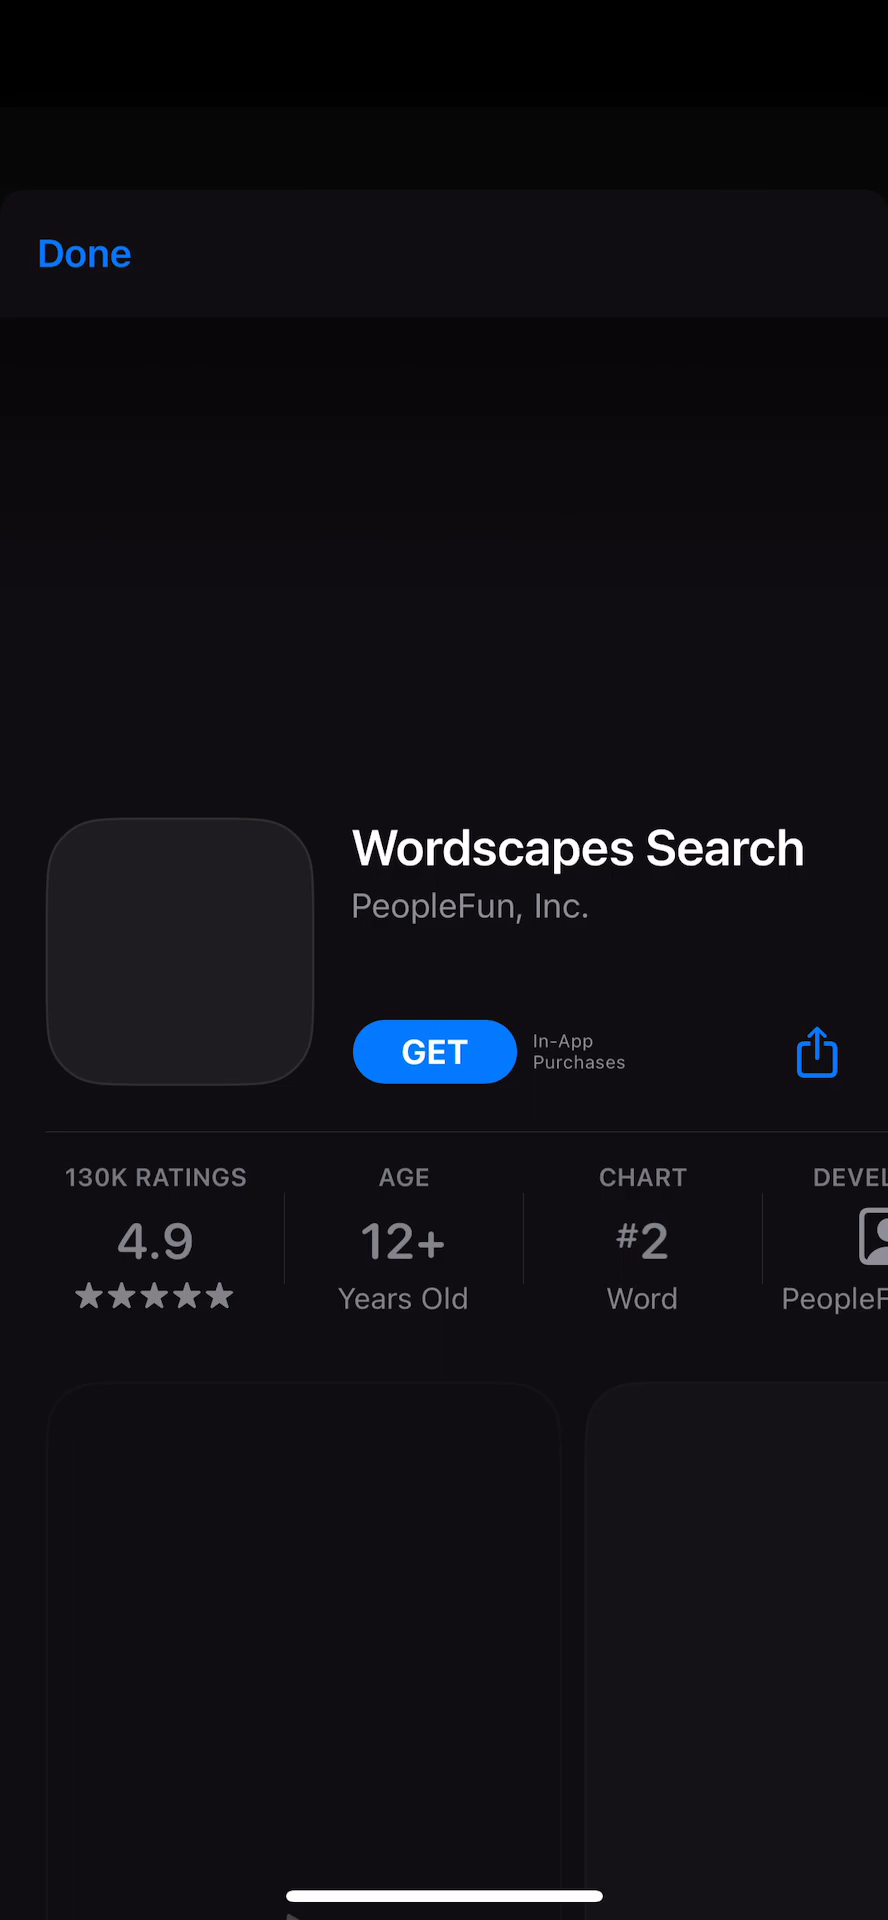 Done
Wordscapes Search
PeopleFun, Inc.
GET
In-App
Purchases
130K RATINGS
4.9
AGE
12+
Years Old
CHART
#2
Word
DEVEL
PeopleF